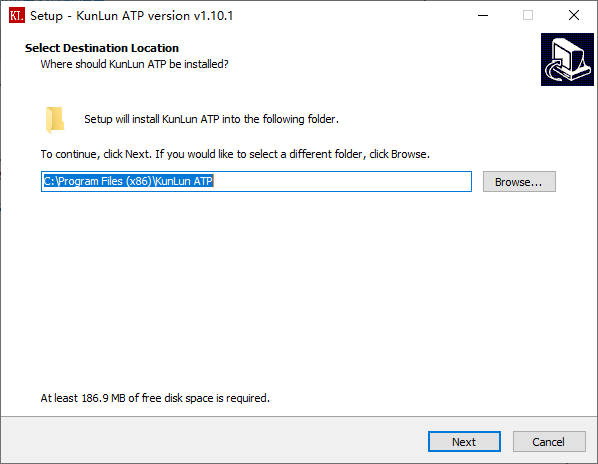 KL Setup - KunLun ATP version v1.10.1
Select Destination Location
Where should KunLun ATP be installed?
Setup will install KunLun ATP into the following folder.
To continue, click Next. If you would like to select a different folder, click Browse.
C:\Program Files (x86)\KunLun ATP
Browse...
At least 186.9 MB of free disk space is required.
Next
Cancel